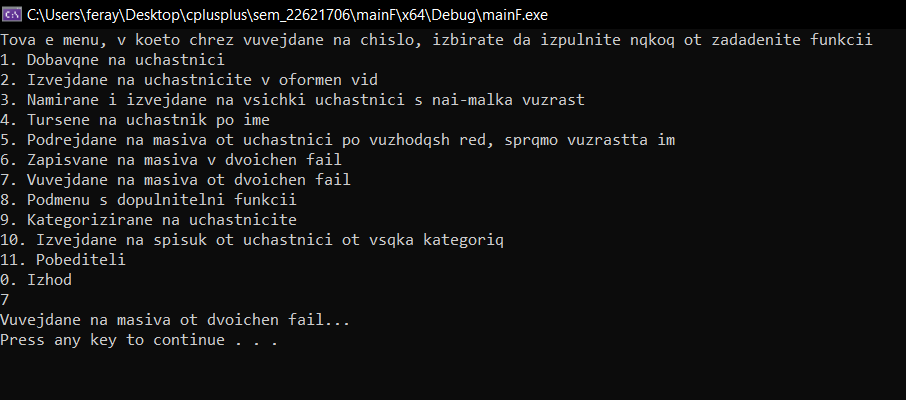 C:\Users\feray\Desktop\cplusplus\sem_22621706\mainF\x64\Debug\mainF.exe
Tova e menu, v koeto chrez vuvejdane na chislo, izbirate da izpulnite nqkoq ot zadadenite funkcii
1. Dobavqne na uchastnici
2. Izvejdane na uchastnicite v oformen vid
3. Namirane i izvejdane na vsichki uchastnici s nai-malka vuzrast
4. Tursene na uchastnik po ime
5. Podrejdane na masiva ot uchastnici po vuzhodqsh red, sprqmo vuzrastta im
6. Zapisvane na masiva v dvoichen fail
7. Vuvejdane na masiva ot dvoichen fail
8. Podmenu s dopulnitelni funkcii
9. Kategorizirane na uchastnicite
10. Izvejdane na spisuk ot uchastnici ot vsqka kategoriq
11. Pobediteli
0. Izhod
7
Vuvejdane na masiva ot dvoichen fail...
Press any key to continue . . .